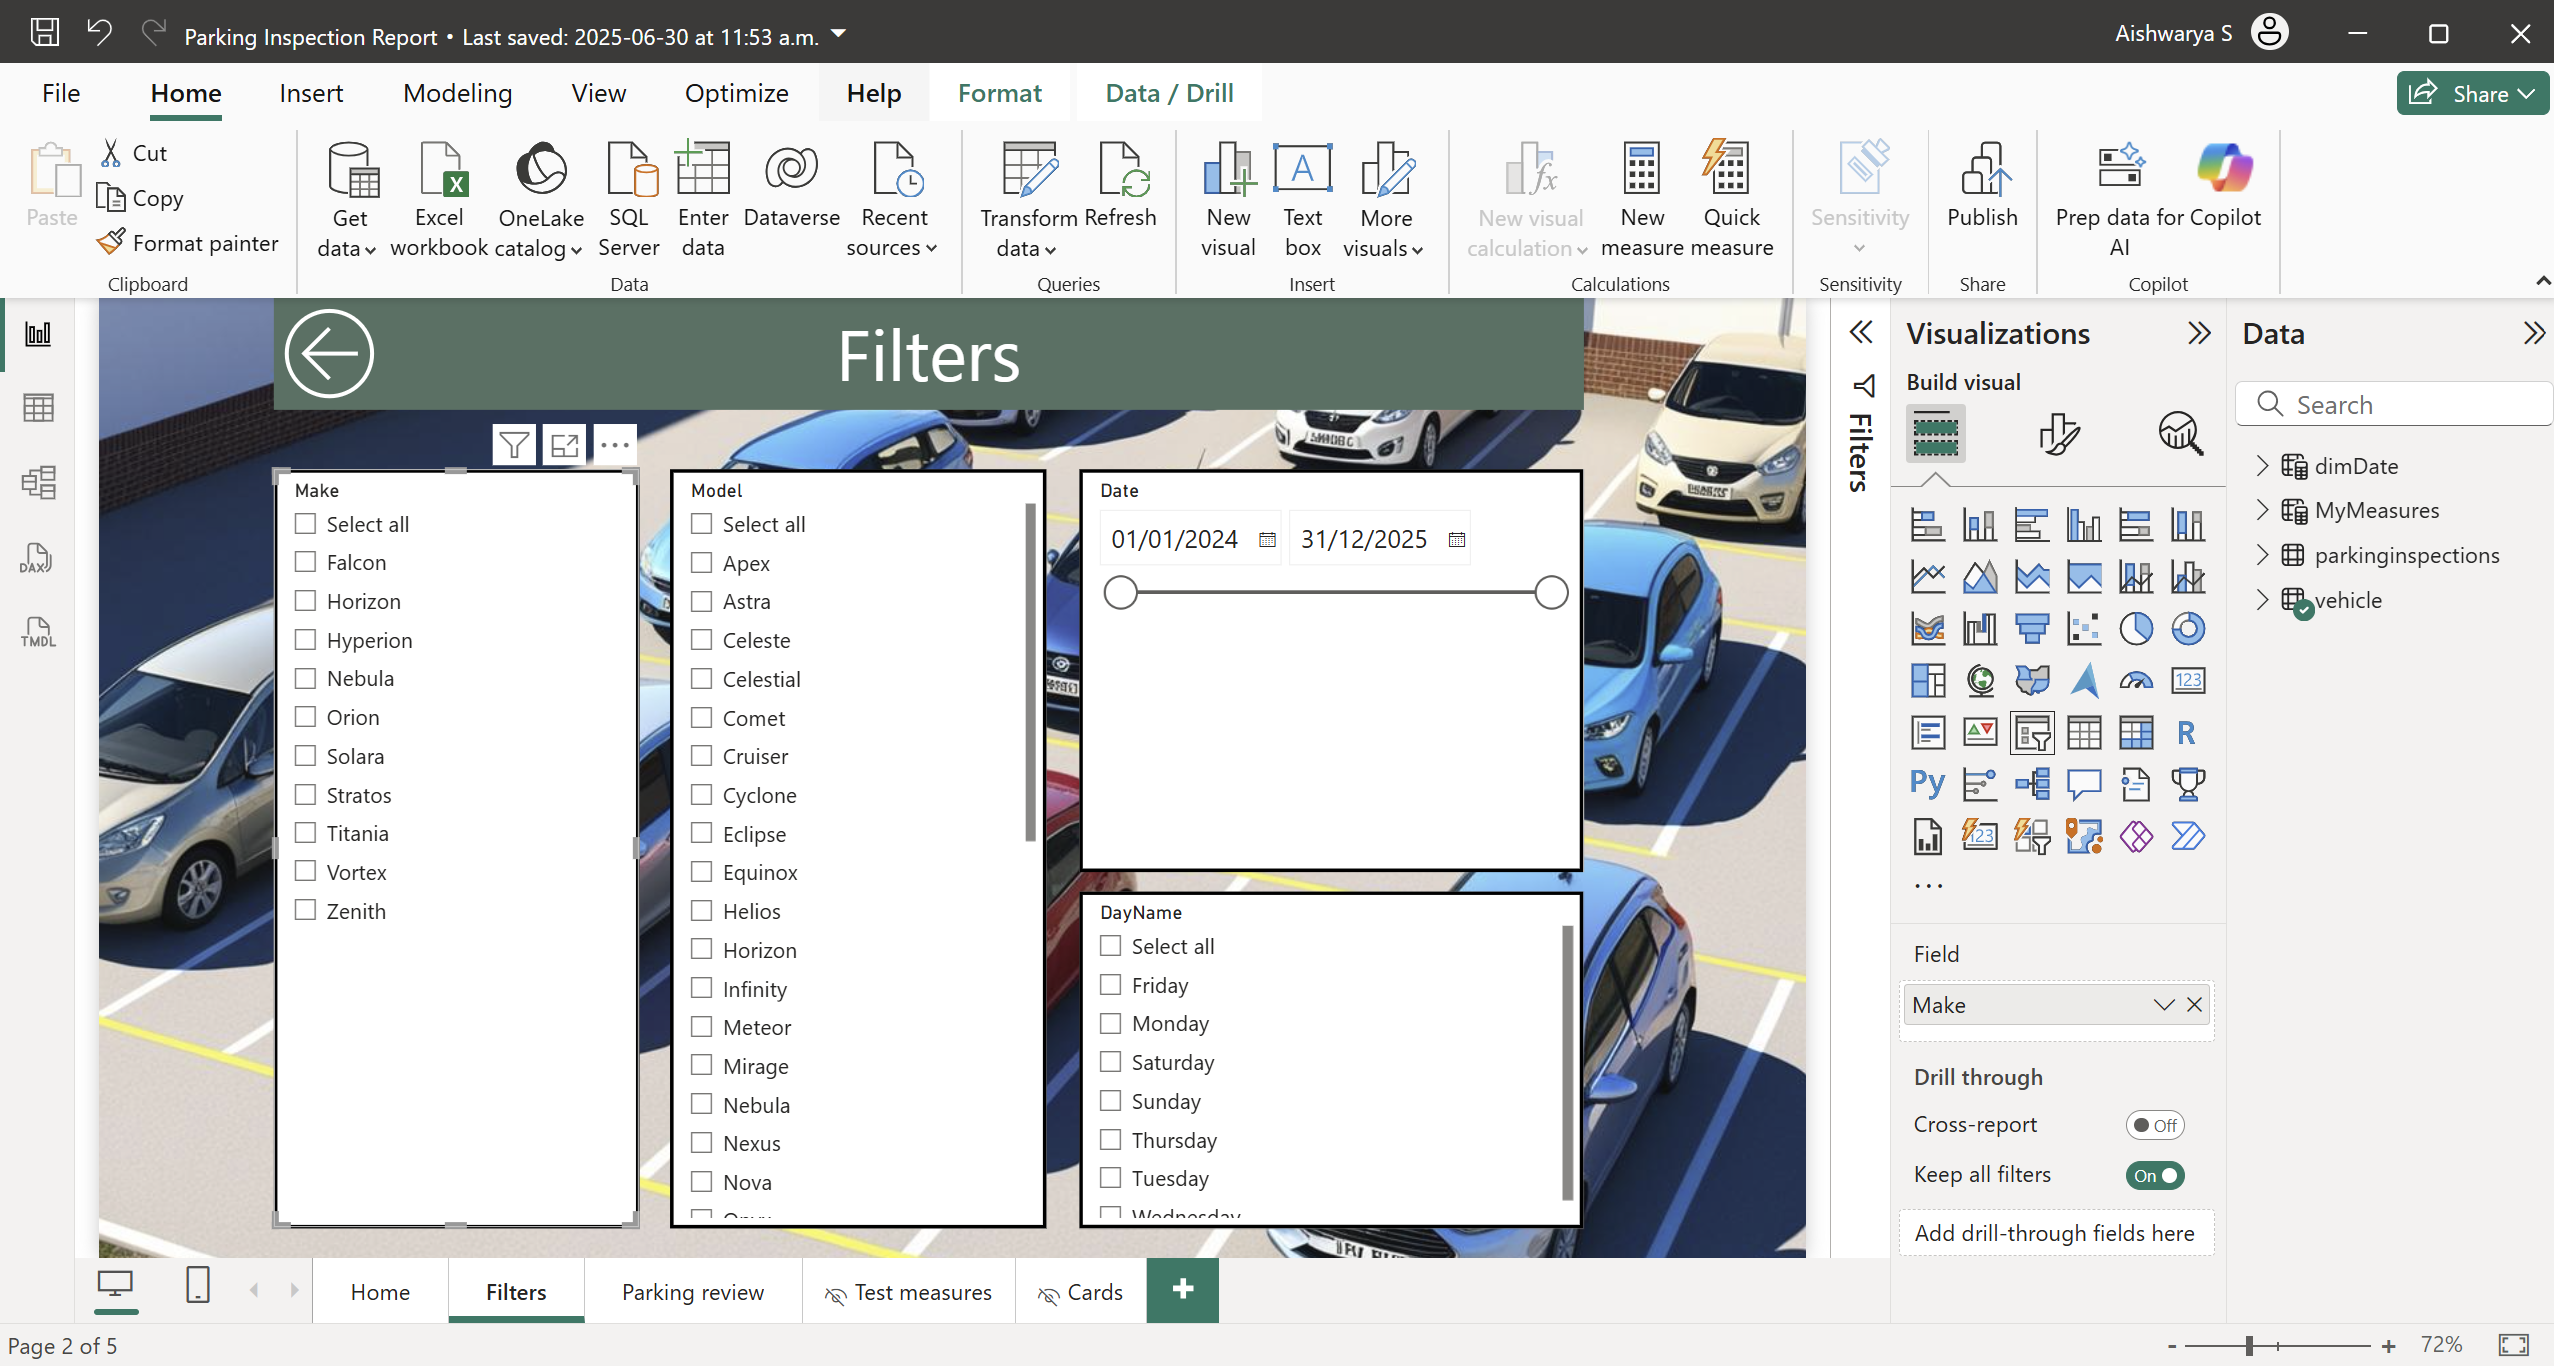 Parking Inspection Report • Last saved: 2025-06-30 at 11:53 a.m.
Aishwarya S
File Home Insert Modeling View Optimize Help Format Data / Drill
Share
Paste
Cut
Copy
Format painter
Clipboard
Get data
Excel workbook
OneLake catalog
SQL Server
Enter data
Dataverse
Recent sources
Data
Transform data
Refresh
Queries
New visual
Text box
More visuals
Insert
New visual calculation
New measure
Quick measure
Calculations
Sensitivity
Sensitivity
Publish
Share
Prep data for AI
Copilot
Copilot
DAX
TMDL
Filters
Make
Select all
Falcon
Horizon
Hyperion
Nebula
Orion
Solara
Stratos
Titania
Vortex
Zenith
Model
Select all
Apex
Astra
Celeste
Celestial
Comet
Cruiser
Cyclone
Eclipse
Equinox
Helios
Horizon
Infinity
Meteor
Mirage
Nebula
Nexus
Nova
Date
01/01/2024
31/12/2025
DayName
Select all
Friday
Monday
Saturday
Sunday
Thursday
Tuesday
Wednesday
Filters
Visualizations
Build visual
123
R
Py
123
Field
Make
Drill through
Cross-report
Off
Keep all filters
On
Add drill-through fields here
Data
Search
dimDate
MyMeasures
parkinginspections
vehicle
Home Filters Parking review Test measures Cards
Page 2 of 5
- + 72%